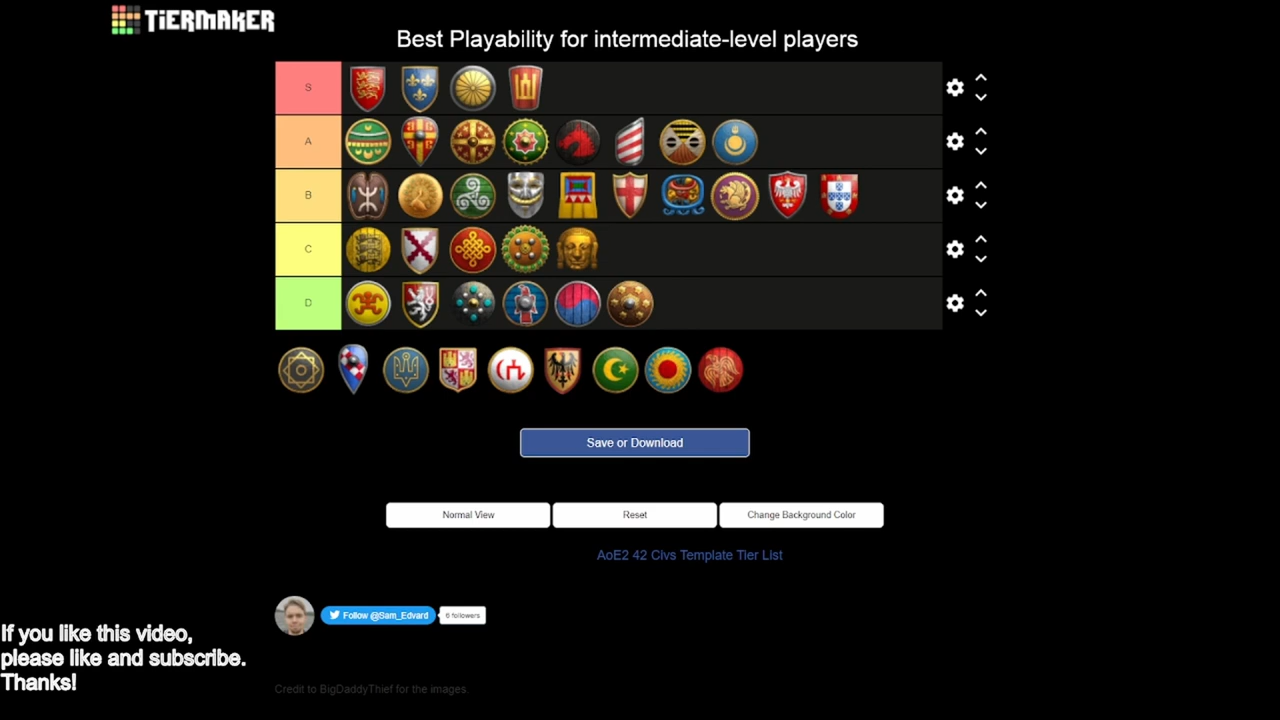 TiERMAKER
Best Playability for intermediate-level players
S
A
B
C
D
Save or Download
Normal View
Reset
Change Background Color
AoE2 42 Civs Template Tier List
Follow @Sam_Edvard
6 followers
If you like this video,
please like and subscribe.
Thanks!
Credit to BigDaddyThief for the images.